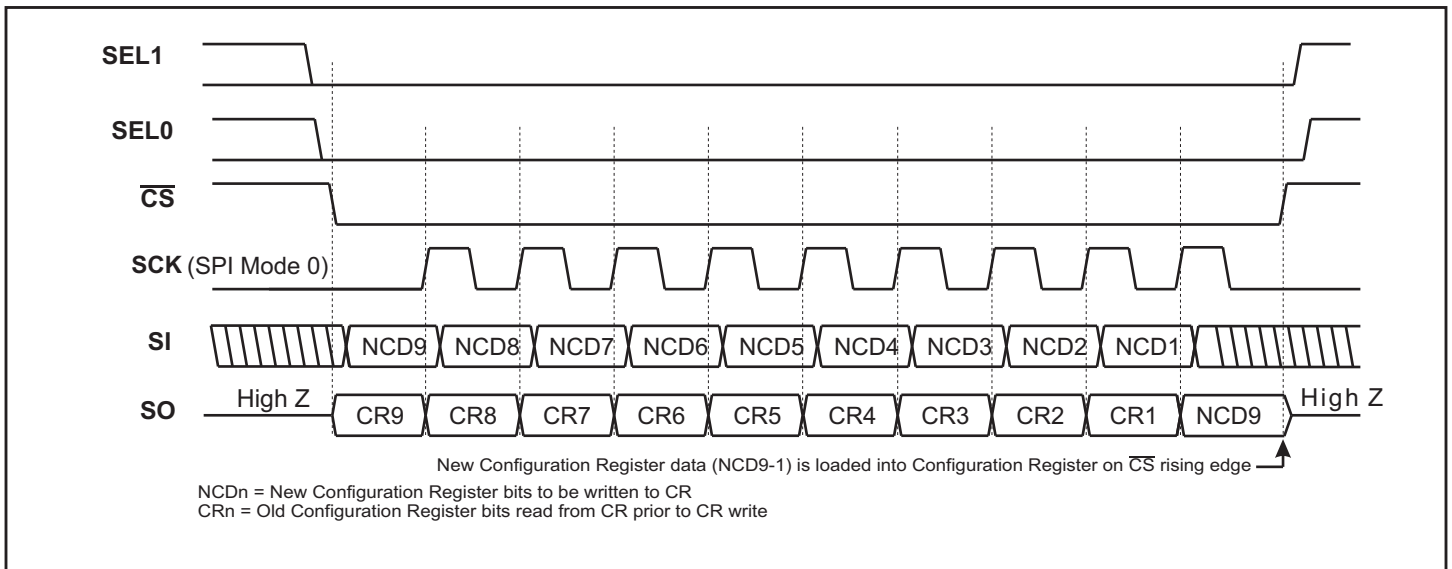 SEL1
SEL0
CS
SCK (SPI Mode 0)
SI NCD9 NCD8 NCD7 NCD6 NCD5 NCD4 NCD3 NCD2 NCD1
SO High Z CR9 CR8 CR7 CR6 CR5 CR4 CR3 CR2 CR1 NCD9 High Z
New Configuration Register data (NCD9-1) is loaded into Configuration Register on CS rising edge
NCDn = New Configuration Register bits to be written to CR
CRn = Old Configuration Register bits read from CR prior to CR write